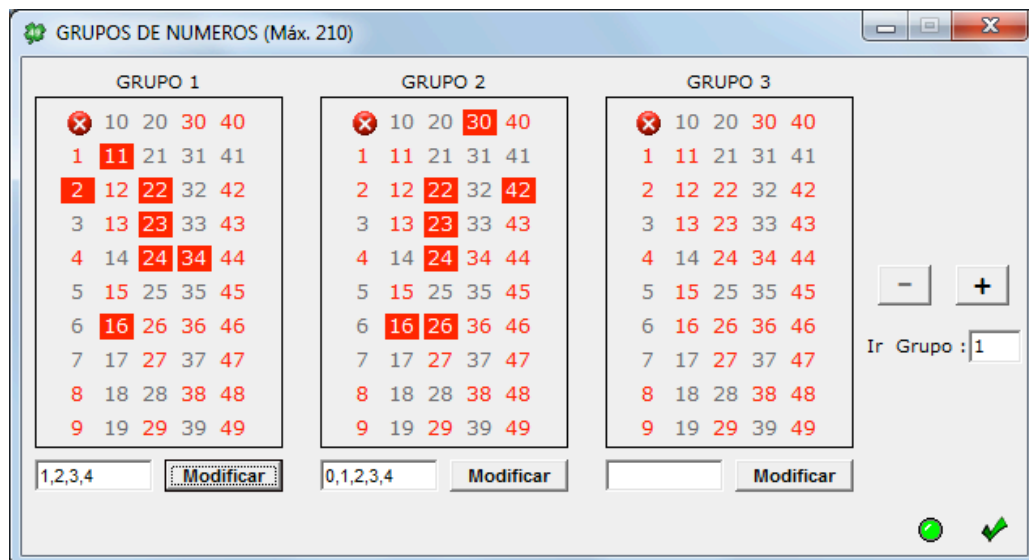 GRUPOS DE NUMEROS (Máx. 210)
GRUPO 1 GRUPO 2 GRUPO 3
10 20 30 40 10 20 30 40 10 20 30 40
1 11 21 31 41 1 11 21 31 41 1 11 21 31 41
2 12 22 32 42 2 12 22 32 42 2 12 22 32 42
3 13 23 33 43 3 13 23 33 43 3 13 23 33 43
4 14 24 34 44 4 14 24 34 44 4 14 24 34 44
5 15 25 35 45 5 15 25 35 45 5 15 25 35 45
6 16 26 36 46 6 16 26 36 46 6 16 26 36 46
7 17 27 37 47 7 17 27 37 47 7 17 27 37 47
8 18 28 38 48 8 18 28 38 48 8 18 28 38 48
9 19 29 39 49 9 19 29 39 49 9 19 29 39 49
1,2,3,4 Modificar 0,1,2,3,4 Modificar Modificar
- +
Ir Grupo : 1